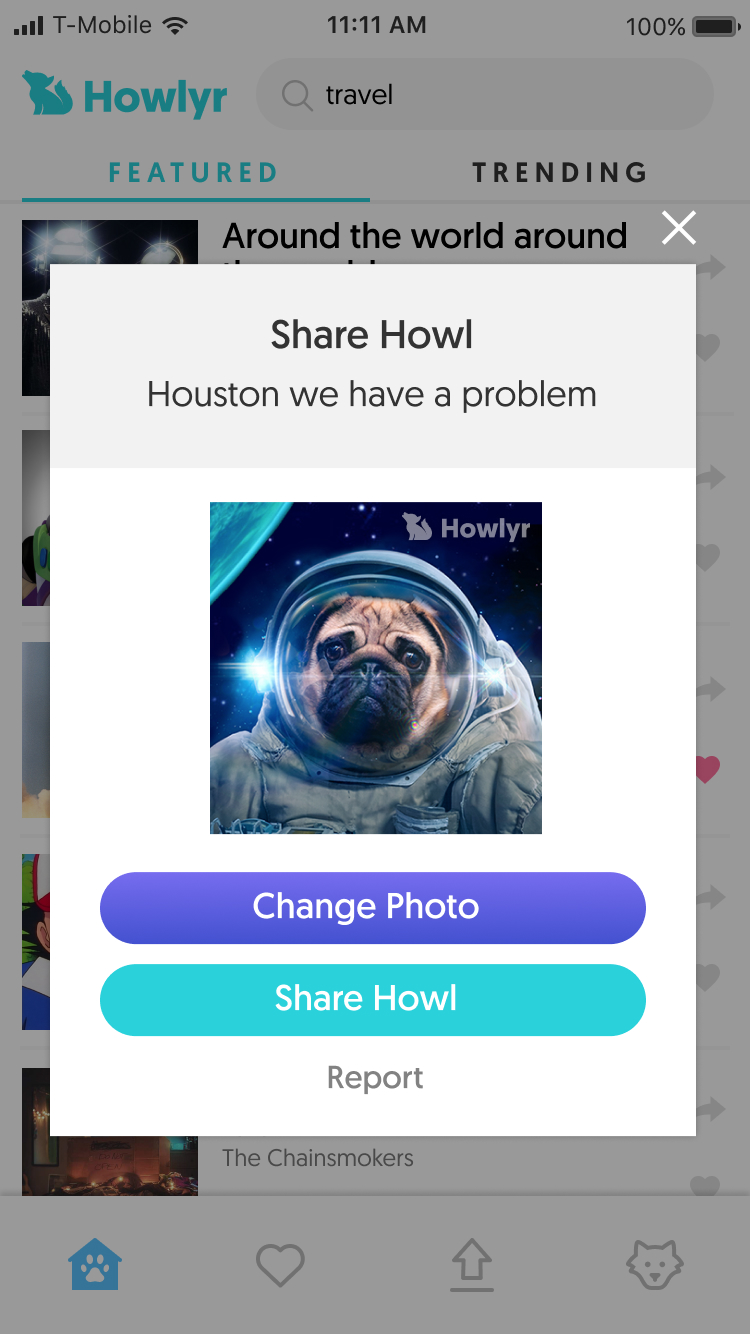 T-Mobile 11:11 AM 100%
Howlyr travel
FEATURED TRENDING
Around the world around
Share Howl
Houston we have a problem
Howlyr
Change Photo
Share Howl
Report
The Chainsmokers